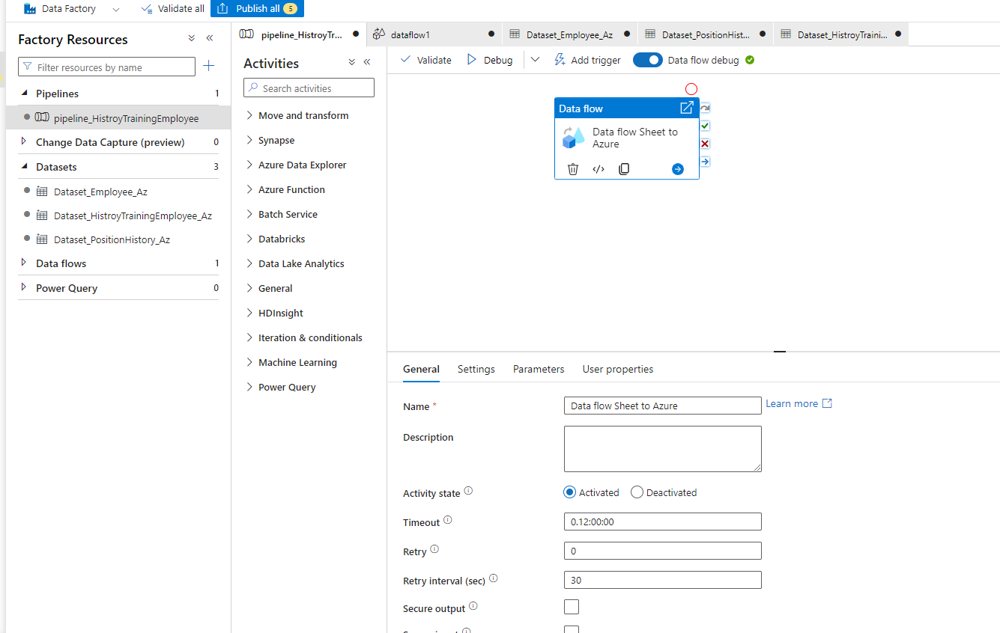 Data Factory
Validate all
Publish all 5
Factory Resources
Filter resources by name
Pipelines 1
pipeline_HistroyTrainingEmployee
Change Data Capture (preview) 0
Datasets 3
Dataset_Employee_Az
Dataset_HistroyTrainingEmployee_Az
Dataset_PositionHistory_Az
Data flows 1
Power Query 0
pipeline_HistroyTr...
dataflow1
Dataset_Employee_Az
Dataset_PositionHist...
Dataset_HistroyTraini...
Activities
Search activities
Move and transform
Synapse
Azure Data Explorer
Azure Function
Batch Service
Databricks
Data Lake Analytics
General
HDInsight
Iteration & conditionals
Machine Learning
Power Query
Validate
Debug
Add trigger
Data flow debug
Data flow
Data flow Sheet to
Azure
General
Settings
Parameters
User properties
Name *
Data flow Sheet to Azure
Learn more
Description
Activity state
Activated
Deactivated
Timeout
0.12:00:00
Retry
0
Retry interval (sec)
30
Secure output